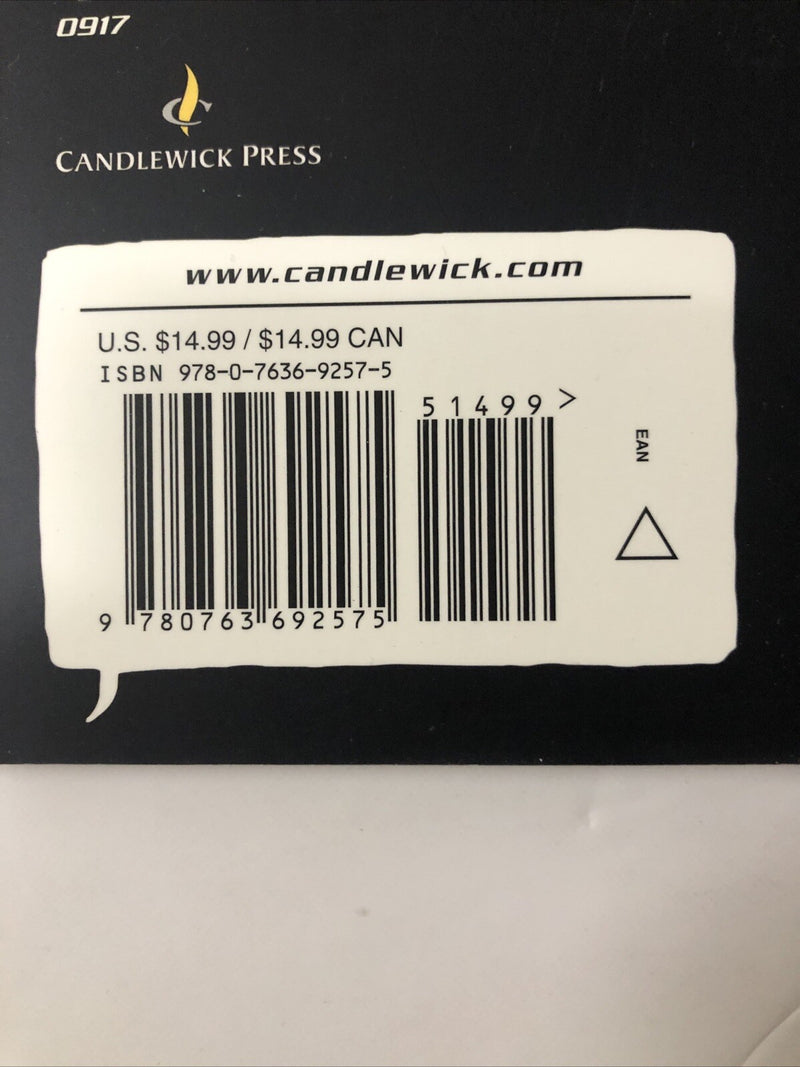 0917
CANDLEWICK PRESS
www.candlewick.com
U.S. $14.99 / $14.99 CAN
ISBN 978-0-7636-9257-5
51499 >
EAN
9 780763 692575